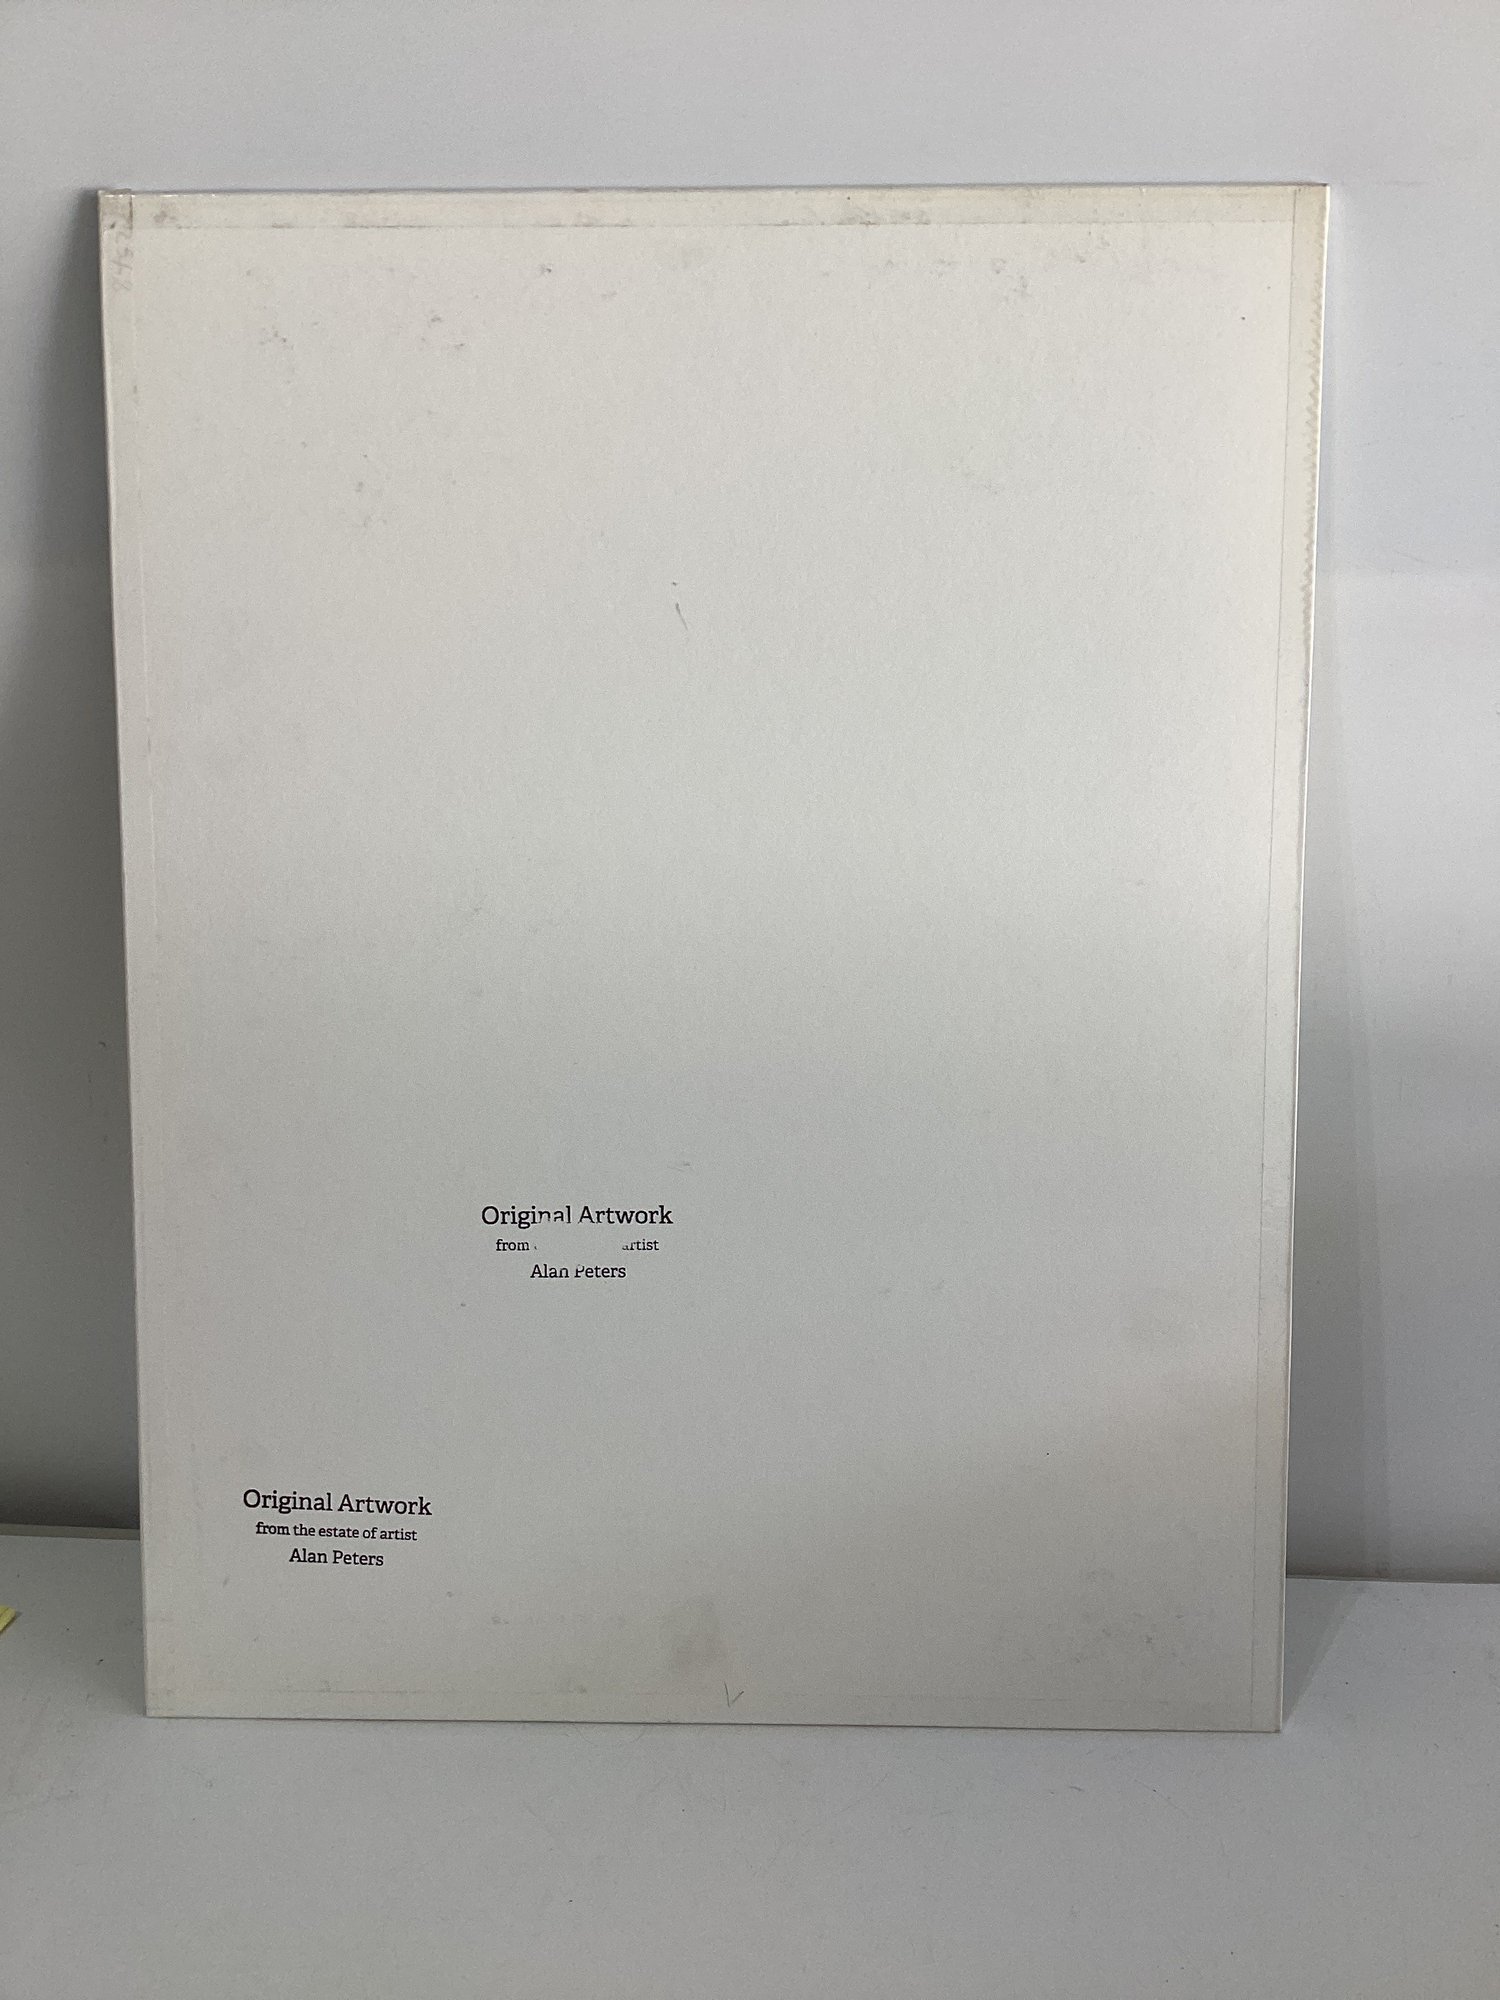 Original Artwork
from artist
Alan Peters
Original Artwork
from the estate of artist
Alan Peters